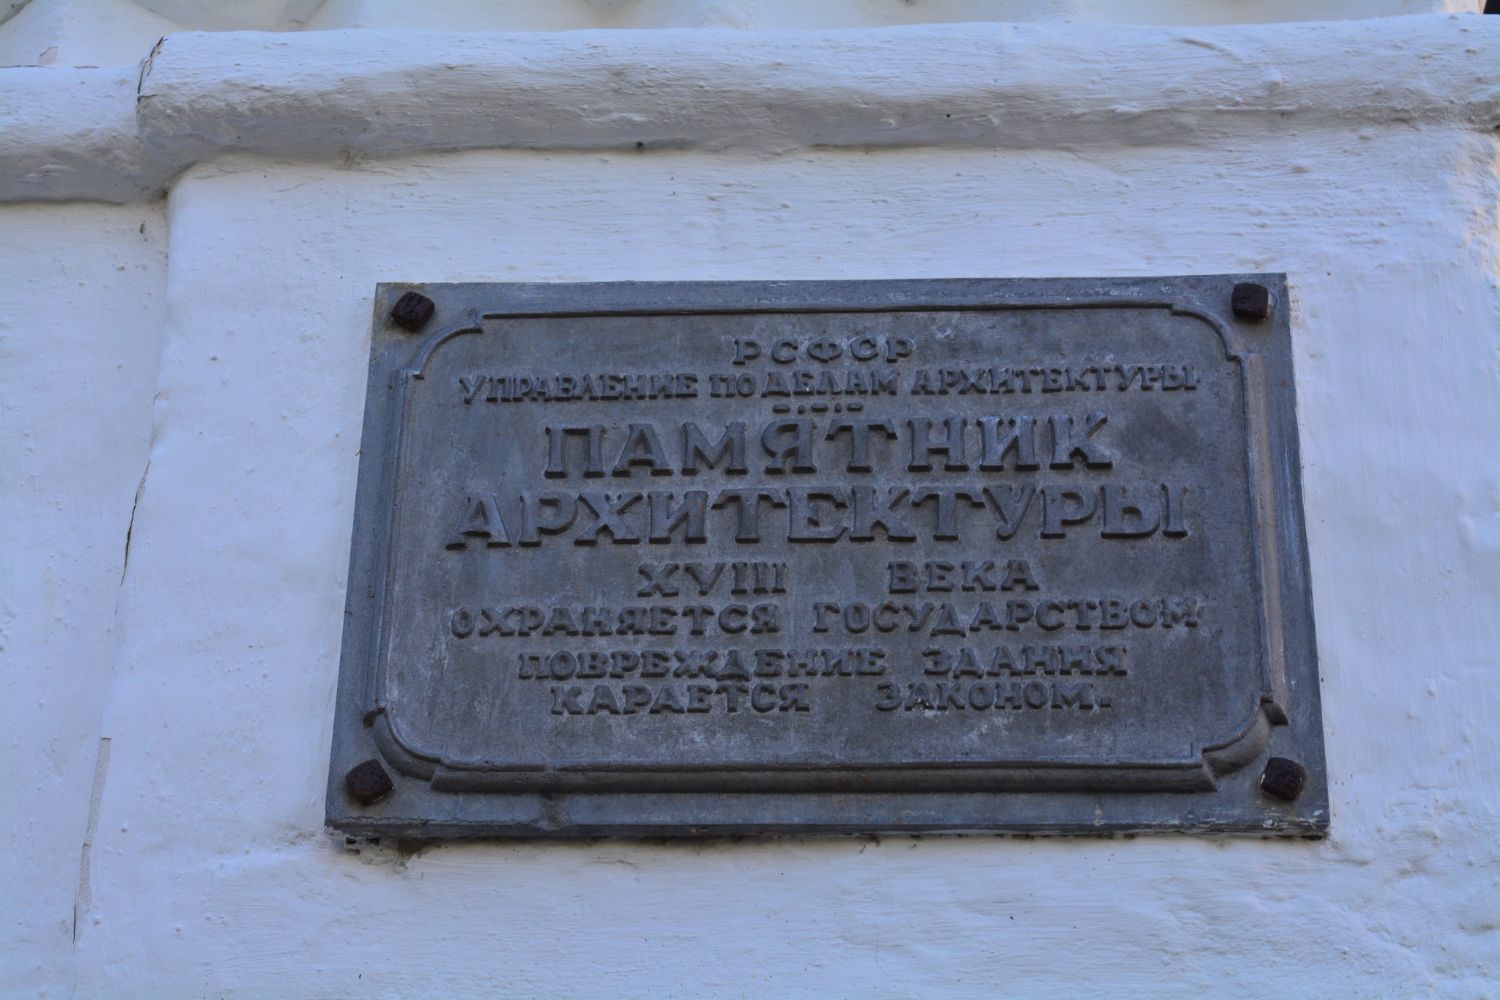 РСФСР
УПРАВЛЕНИЕ ПО ДЕЛАМ АРХИТЕКТУРЫ
ПАМЯТНИК
АРХИТЕКТУРЫ
XVIII ВЕКА
ОХРАНЯЕТСЯ ГОСУДАРСТВОМ
ПОВРЕЖДЕНИЕ ЗДАНИЯ
КАРАЕТСЯ ЗАКОНОМ.